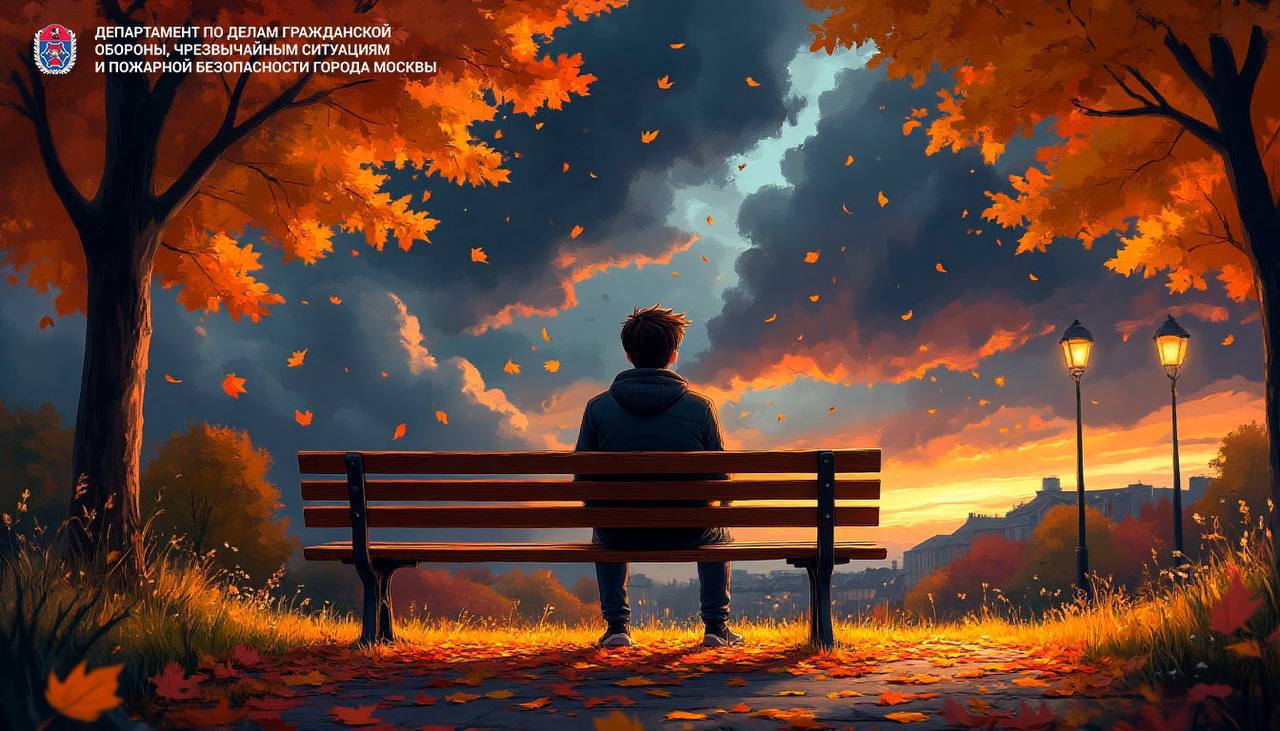 ДЕПАРТАМЕНТ ПО ДЕЛАМ ГРАЖДАНСКОЙ
ОБОРОНЫ, ЧРЕЗВЫЧАЙНЫМ СИТУАЦИЯМ
И ПОЖАРНОЙ БЕЗОПАСНОСТИ ГОРОДА МОСКВЫ